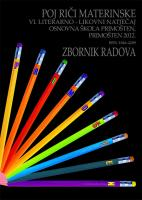 POJ RIČI MATERINSKE
VI. LITERARNO - LIKOVNI NATJEČAJ
OSNOVNA ŠKOLA PRIMOŠTEN,
PRIMOŠTEN 2012.
ZBORNIK RADOVA